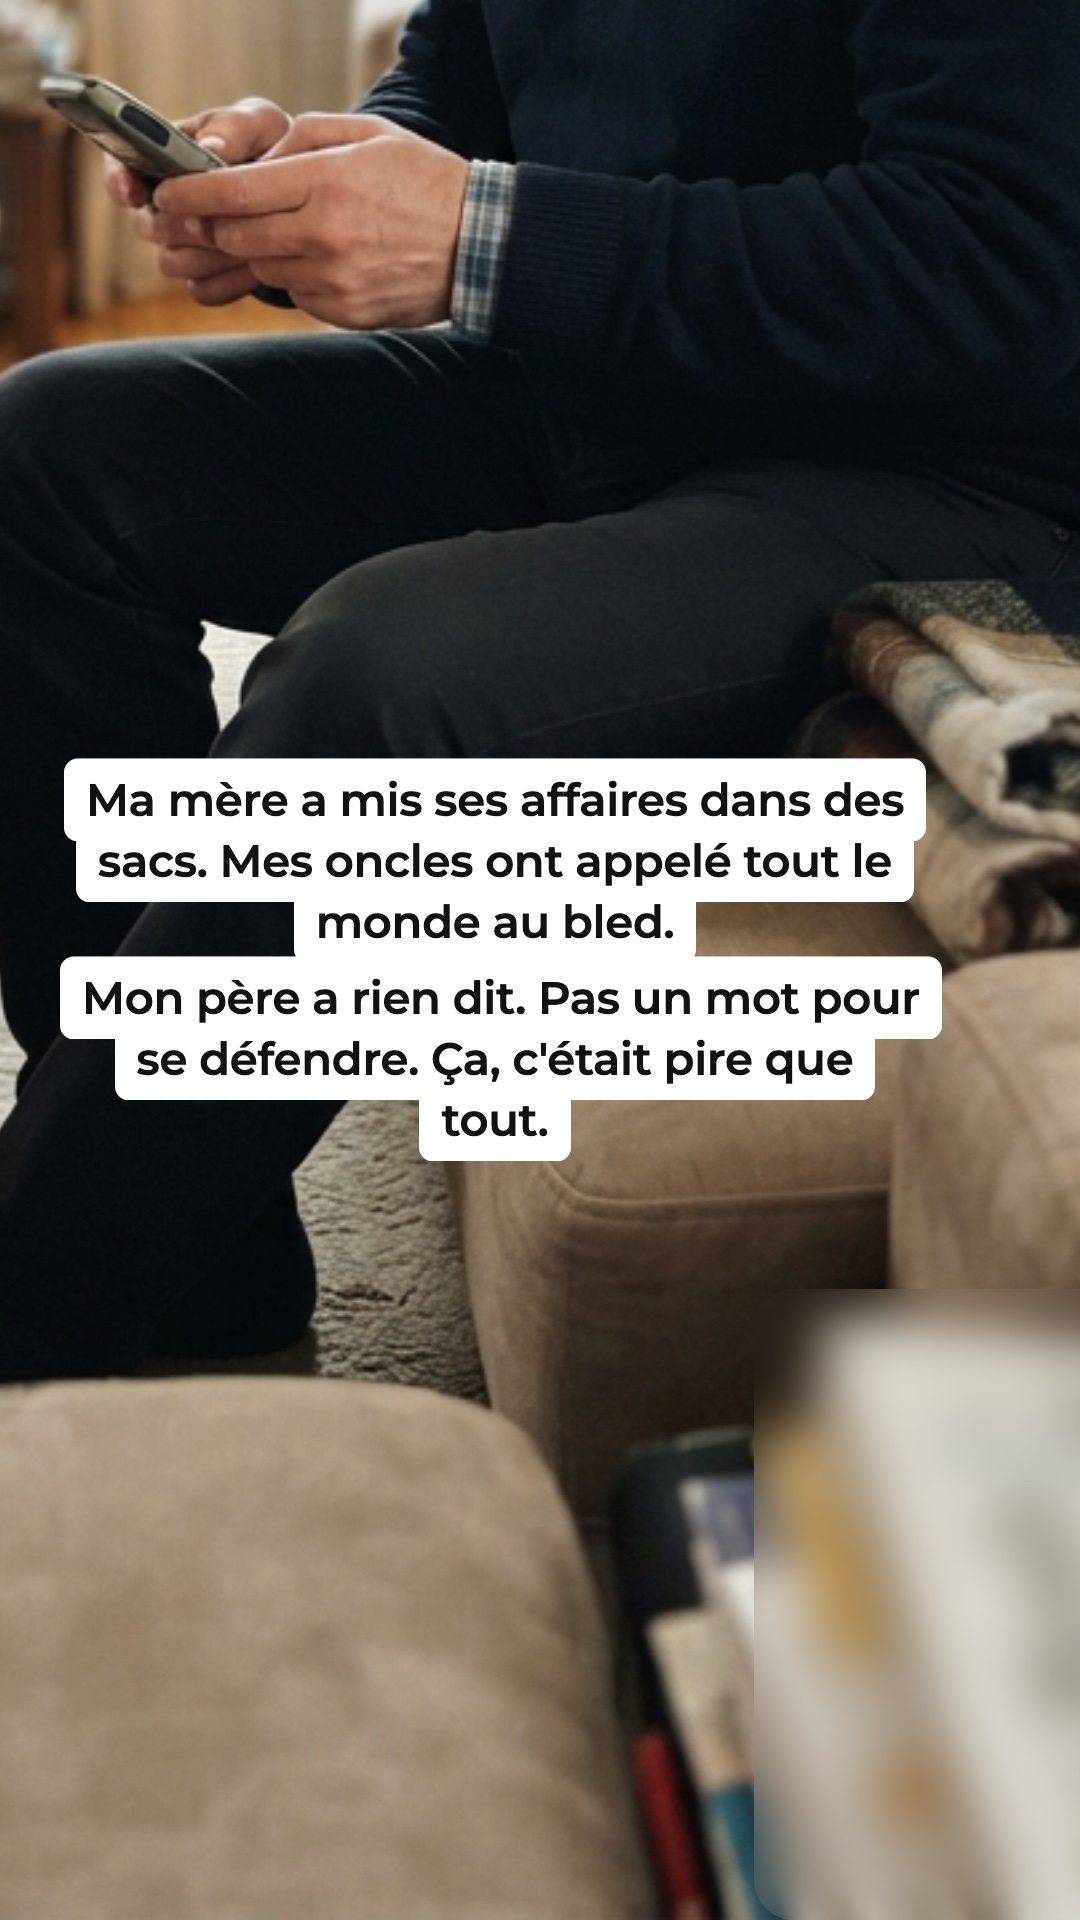 Ma mère a mis ses affaires dans des
sacs. Mes oncles ont appelé tout le
monde au bled.
Mon père a rien dit. Pas un mot pour
se défendre. Ça, c'était pire que
tout.